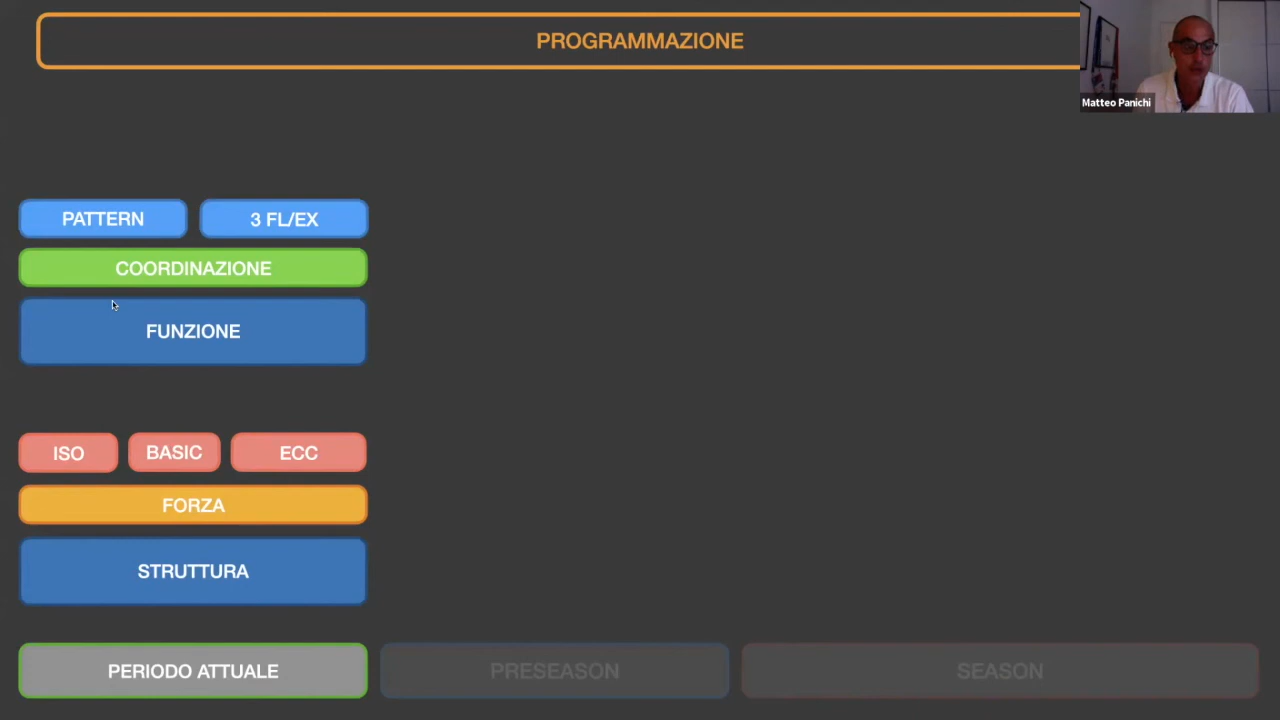 PROGRAMMAZIONE
Matteo Panichi
PATTERN
3 FL/EX
COORDINAZIONE
FUNZIONE
ISO
BASIC
ECC
FORZA
STRUTTURA
PERIODO ATTUALE
PRESEASON
SEASON